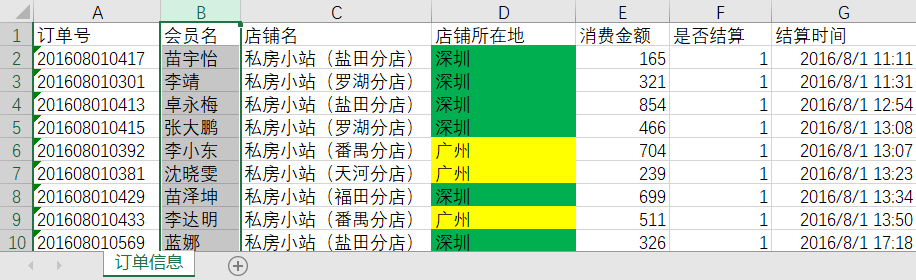 A B C D E F G
1 订单号 会员名 店铺名 店铺所在地 消费金额 是否结算 结算时间
2 201608010417 苗宇怡 私房小站（盐田分店） 深圳 165 1 2016/8/1 11:11
3 201608010301 李靖 私房小站（罗湖分店） 深圳 321 1 2016/8/1 11:31
4 201608010413 卓永梅 私房小站（盐田分店） 深圳 854 1 2016/8/1 12:54
5 201608010415 张大鹏 私房小站（罗湖分店） 深圳 466 1 2016/8/1 13:08
6 201608010392 李小东 私房小站（番禺分店） 广州 704 1 2016/8/1 13:07
7 201608010381 沈晓雯 私房小站（天河分店） 广州 239 1 2016/8/1 13:23
8 201608010429 苗泽坤 私房小站（福田分店） 深圳 699 1 2016/8/1 13:34
9 201608010433 李达明 私房小站（番禺分店） 广州 511 1 2016/8/1 13:50
10 201608010569 蓝娜 私房小站（盐田分店） 深圳 326 1 2016/8/1 17:18
订单信息